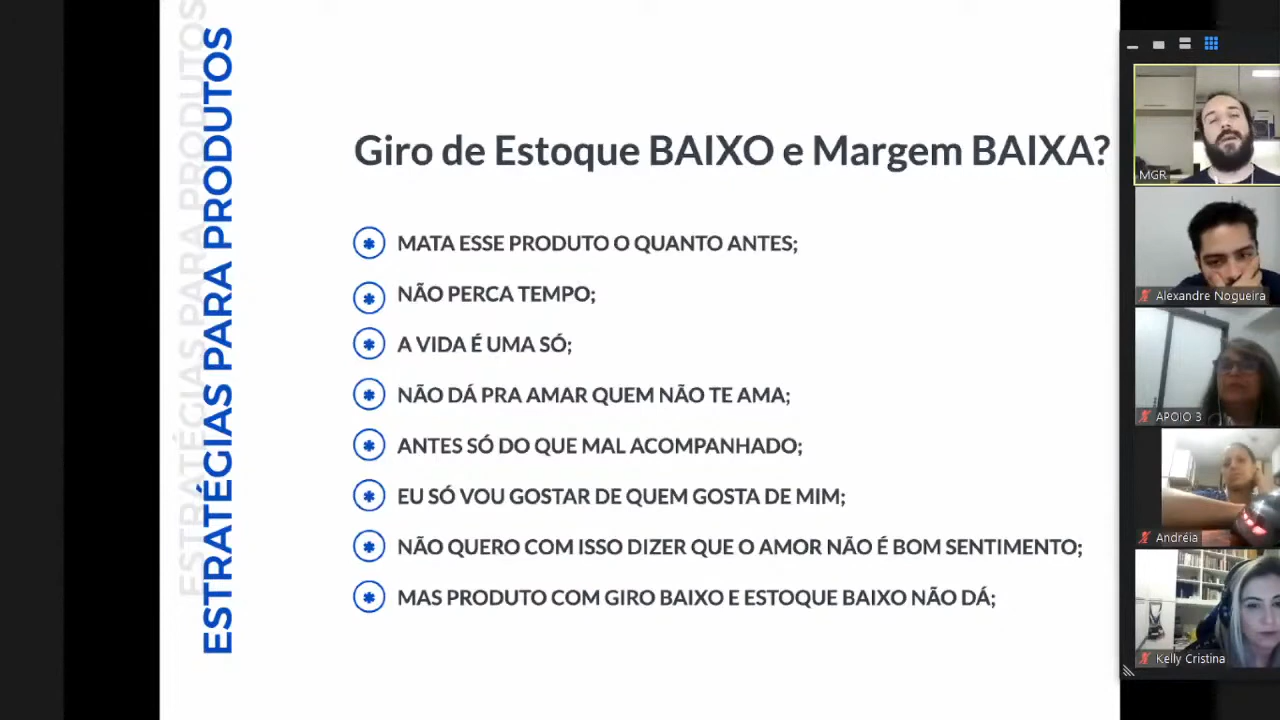 ESTRATÉGIAS PARA PRODUTOS
ESTRATÉGIAS PARA PRODUTOS
Giro de Estoque BAIXO e Margem BAIXA?
MATA ESSE PRODUTO O QUANTO ANTES;
NÃO PERCA TEMPO;
A VIDA É UMA SÓ;
NÃO DÁ PRA AMAR QUEM NÃO TE AMA;
ANTES SÓ DO QUE MAL ACOMPANHADO;
EU SÓ VOU GOSTAR DE QUEM GOSTA DE MIM;
NÃO QUERO COM ISSO DIZER QUE O AMOR NÃO É BOM SENTIMENTO;
MAS PRODUTO COM GIRO BAIXO E ESTOQUE BAIXO NÃO DÁ;
MGR
Alexandre Nogueira
APOIO 3
Andréia
Kelly Cristina